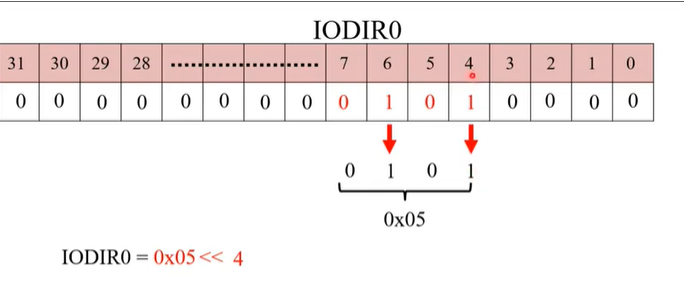 IODIR0
31 30 29 28 ........................ 7 6 5 4 3 2 1 0
0 0 0 0 0 0 0 0 0 1 0 1 0 0 0 0
0 1 0 1
0x05
IODIR0 = 0x05 << 4